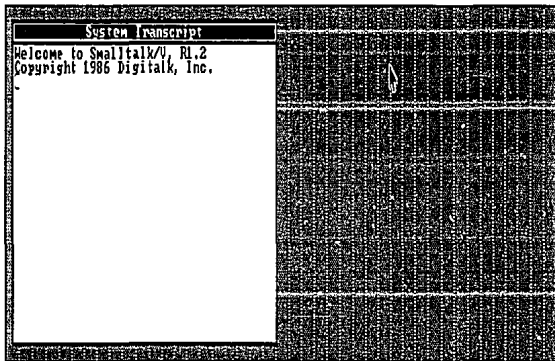 System Transcript
Welcome to Smalltalk/V, R1.2
Copyright 1986 Digitalk, Inc.